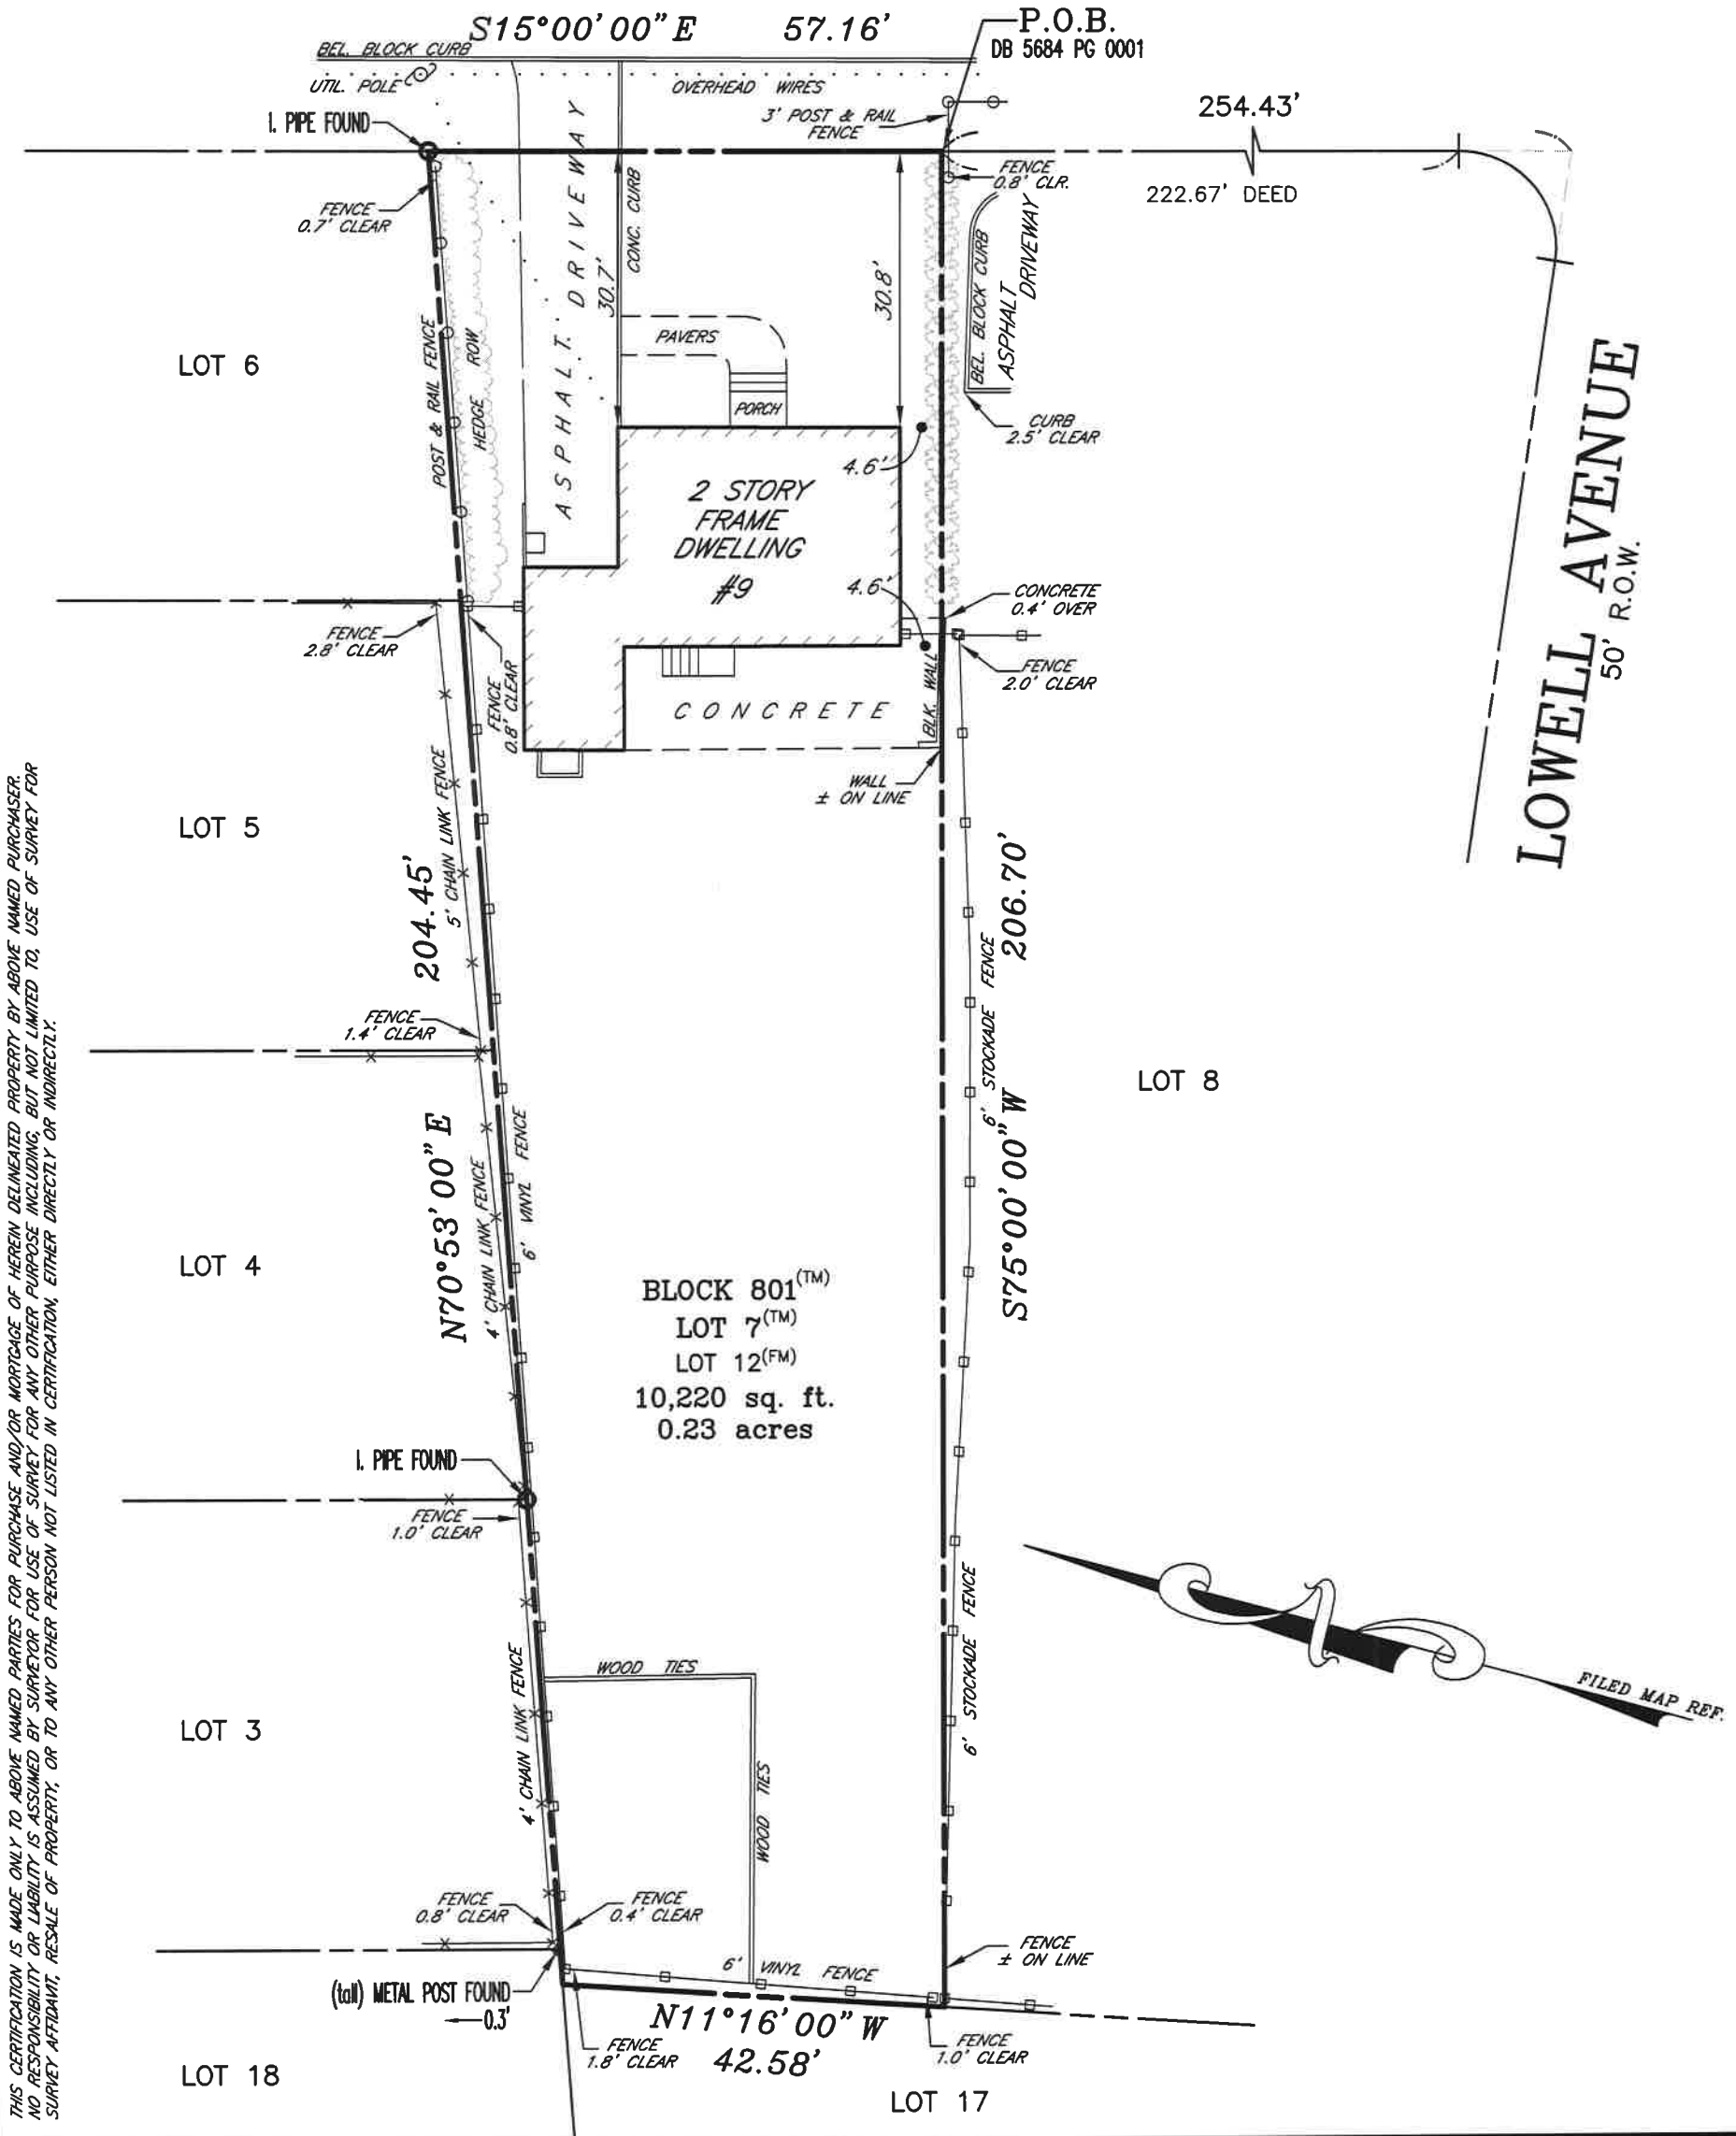 S15°00'00"E 57.16'
P.O.B.
DB 5684 PG 0001
BEL. BLOCK CURB
UTIL. POLE
OVERHEAD WIRES
3' POST & RAIL
FENCE
I. PIPE FOUND
254.43'
222.67' DEED
FENCE
0.8' CLR.
FENCE
0.7' CLEAR
ASPHALT DRIVEWAY
CONC. CURB
30.7'
30.8'
BEL. BLOCK CURB
ASPHALT
DRIVEWAY
PAVERS
PORCH
POST & RAIL FENCE
HEDGE ROW
LOT 6
CURB
2.5' CLEAR
LOWELL AVENUE
50' R.O.W.
4.6'
2 STORY
FRAME
DWELLING
#9
4.6'
CONCRETE
0.4' OVER
FENCE
2.8' CLEAR
FENCE
0.8' CLEAR
FENCE
2.0' CLEAR
BLK. WALL
CONCRETE
WALL
± ON LINE
LOT 5
5' CHAIN LINK FENCE
204.45'
206.70'
6' STOCKADE FENCE
FENCE
1.4' CLEAR
LOT 8
N70°53'00"E
4' CHAIN LINK FENCE
6' VINYL FENCE
S75°00'00"W
LOT 4
BLOCK 801(TM)
LOT 7(TM)
LOT 12(FM)
10,220 sq. ft.
0.23 acres
I. PIPE FOUND
FENCE
1.0' CLEAR
6' STOCKADE FENCE
FILED MAP REF.
WOOD TIES
WOOD TIES
LOT 3
4' CHAIN LINK FENCE
FENCE
0.8' CLEAR
FENCE
0.4' CLEAR
FENCE
± ON LINE
6' VINYL FENCE
(tall) METAL POST FOUND
0.3'
N11°16'00"W
42.58'
FENCE
1.8' CLEAR
FENCE
1.0' CLEAR
LOT 18
LOT 17
THIS CERTIFICATION IS MADE ONLY TO ABOVE NAMED PARTIES FOR PURCHASE AND/OR MORTGAGE OF HEREIN DELINEATED PROPERTY BY ABOVE NAMED PURCHASER.
NO RESPONSIBILITY OR LIABILITY IS ASSUMED BY SURVEYOR FOR USE OF SURVEY FOR ANY OTHER PURPOSE INCLUDING, BUT NOT LIMITED TO, USE OF SURVEY FOR
SURVEY AFFIDAVIT, RESALE OF PROPERTY, OR TO ANY OTHER PERSON NOT LISTED IN CERTIFICATION, EITHER DIRECTLY OR INDIRECTLY.